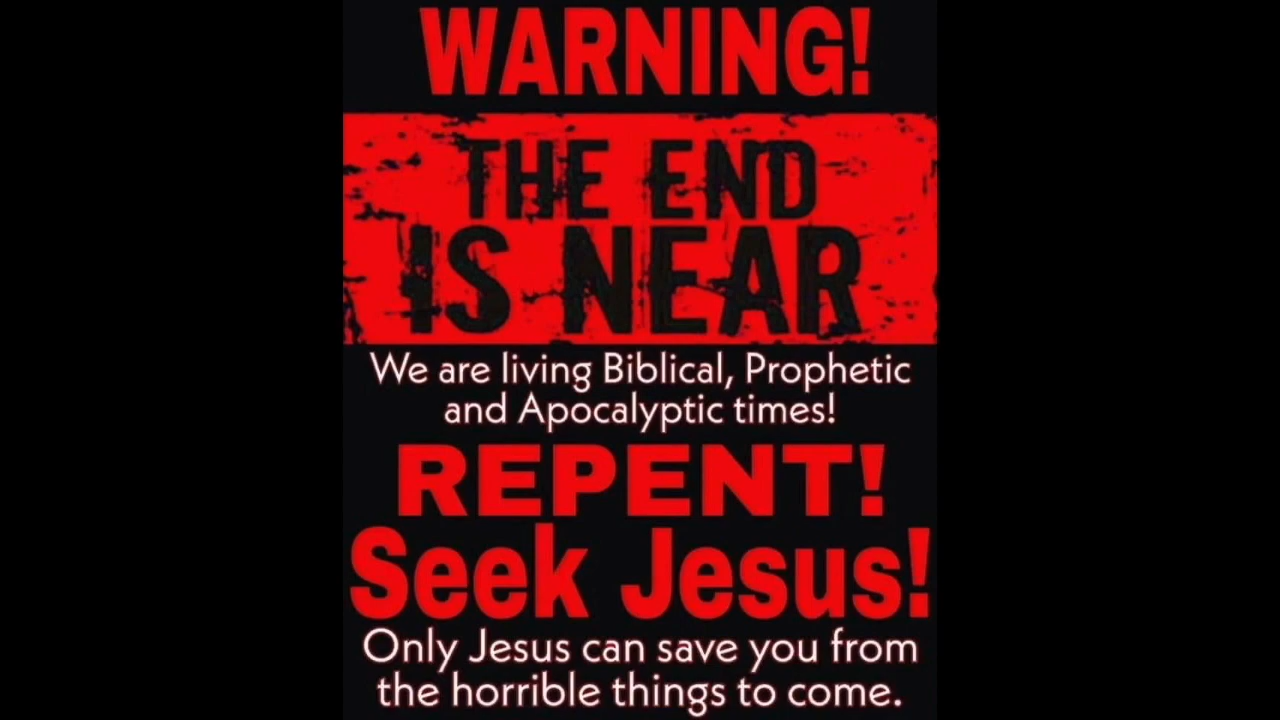 WARNING!
THE END
IS NEAR
We are living Biblical, Prophetic
and Apocalyptic times!
REPENT!
Seek Jesus!
Only Jesus can save you from
the horrible things to come.